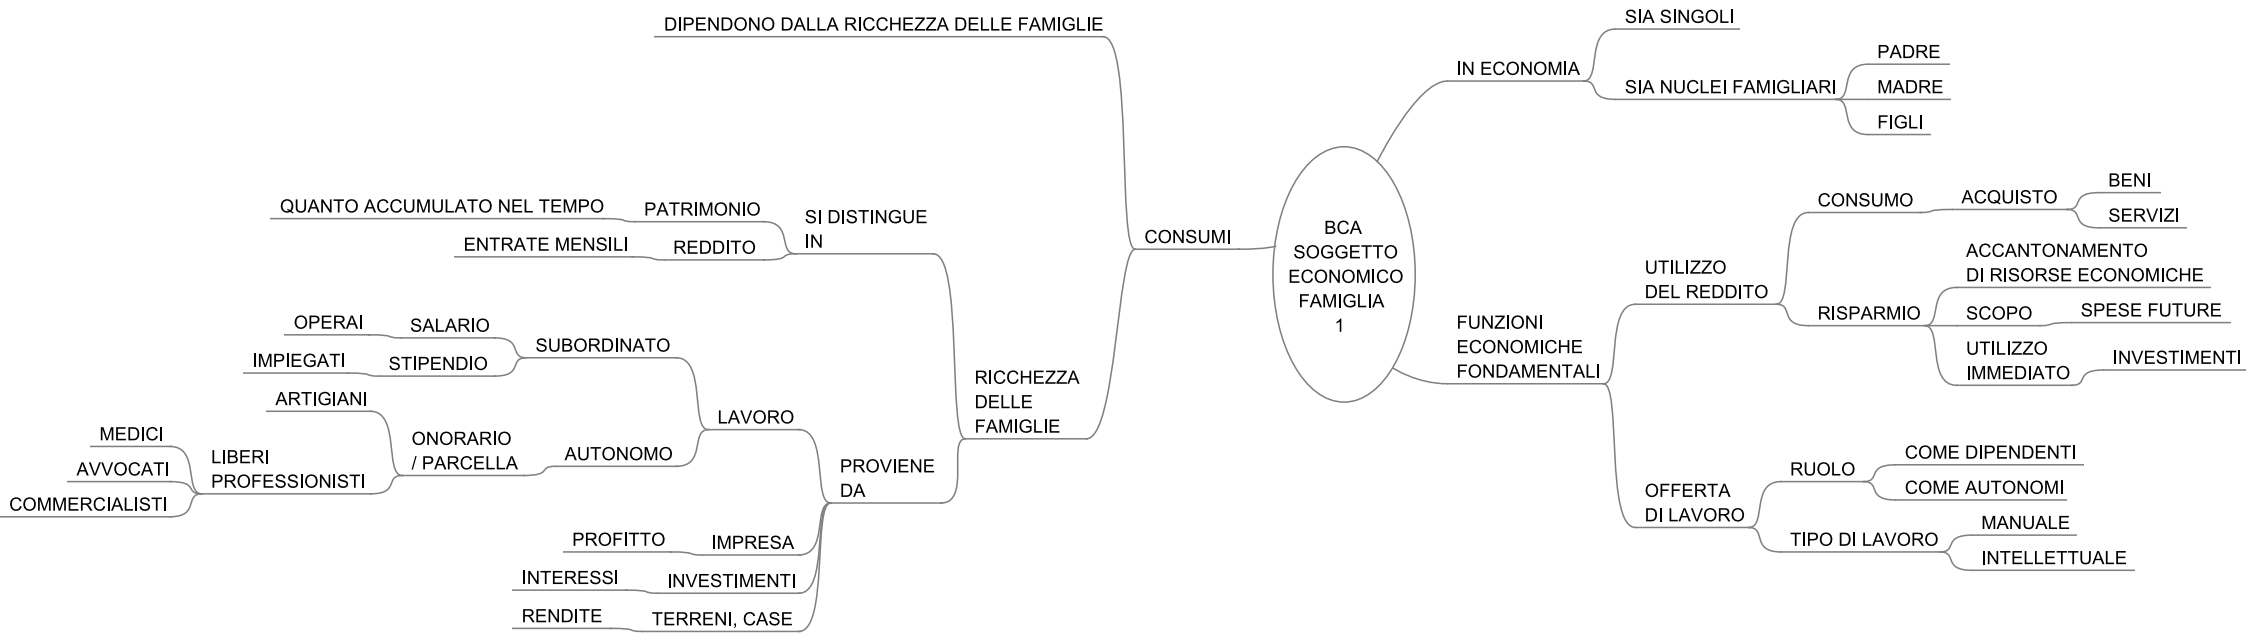 BCA
SOGGETTO
ECONOMICO
FAMIGLIA
1
IN ECONOMIA
SIA SINGOLI
SIA NUCLEI FAMIGLIARI
PADRE
MADRE
FIGLI
FUNZIONI
ECONOMICHE
FONDAMENTALI
UTILIZZO
DEL REDDITO
CONSUMO
ACQUISTO
BENI
SERVIZI
RISPARMIO
ACCANTONAMENTO
DI RISORSE ECONOMICHE
SCOPO
SPESE FUTURE
UTILIZZO
IMMEDIATO
INVESTIMENTI
OFFERTA
DI LAVORO
RUOLO
COME DIPENDENTI
COME AUTONOMI
TIPO DI LAVORO
MANUALE
INTELLETTUALE
CONSUMI
DIPENDONO DALLA RICCHEZZA DELLE FAMIGLIE
RICCHEZZA
DELLE
FAMIGLIE
SI DISTINGUE
IN
PATRIMONIO
QUANTO ACCUMULATO NEL TEMPO
REDDITO
ENTRATE MENSILI
PROVIENE
DA
LAVORO
SUBORDINATO
SALARIO
OPERAI
STIPENDIO
IMPIEGATI
AUTONOMO
ONORARIO
/ PARCELLA
ARTIGIANI
LIBERI
PROFESSIONISTI
MEDICI
AVVOCATI
COMMERCIALISTI
IMPRESA
PROFITTO
INVESTIMENTI
INTERESSI
TERRENI, CASE
RENDITE